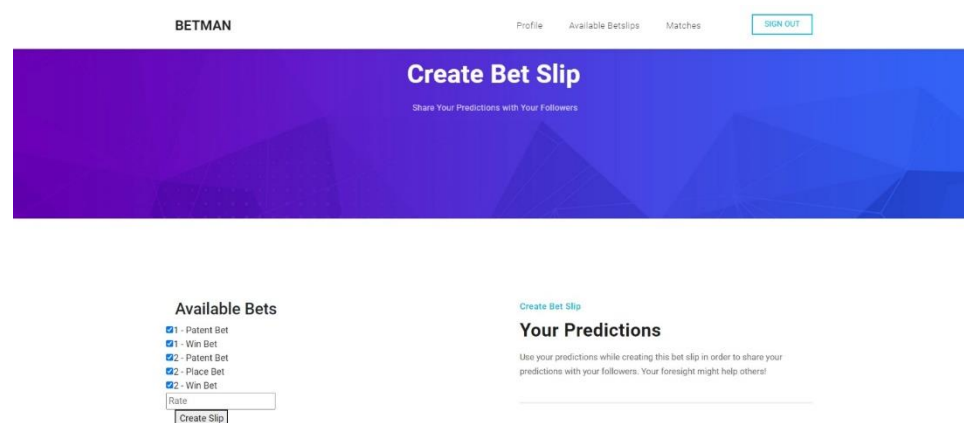 BETMAN
Profile
Available Betslips
Matches
SIGN OUT
Create Bet Slip
Share Your Predictions with Your Followers
Available Bets
1 - Patent Bet
1 - Win Bet
2 - Patent Bet
2 - Place Bet
2 - Win Bet
Rate
Create Slip
Create Bet Slip
Your Predictions
Use your predictions while creating this bet slip in order to share your
predictions with your followers. Your foresight might help others!